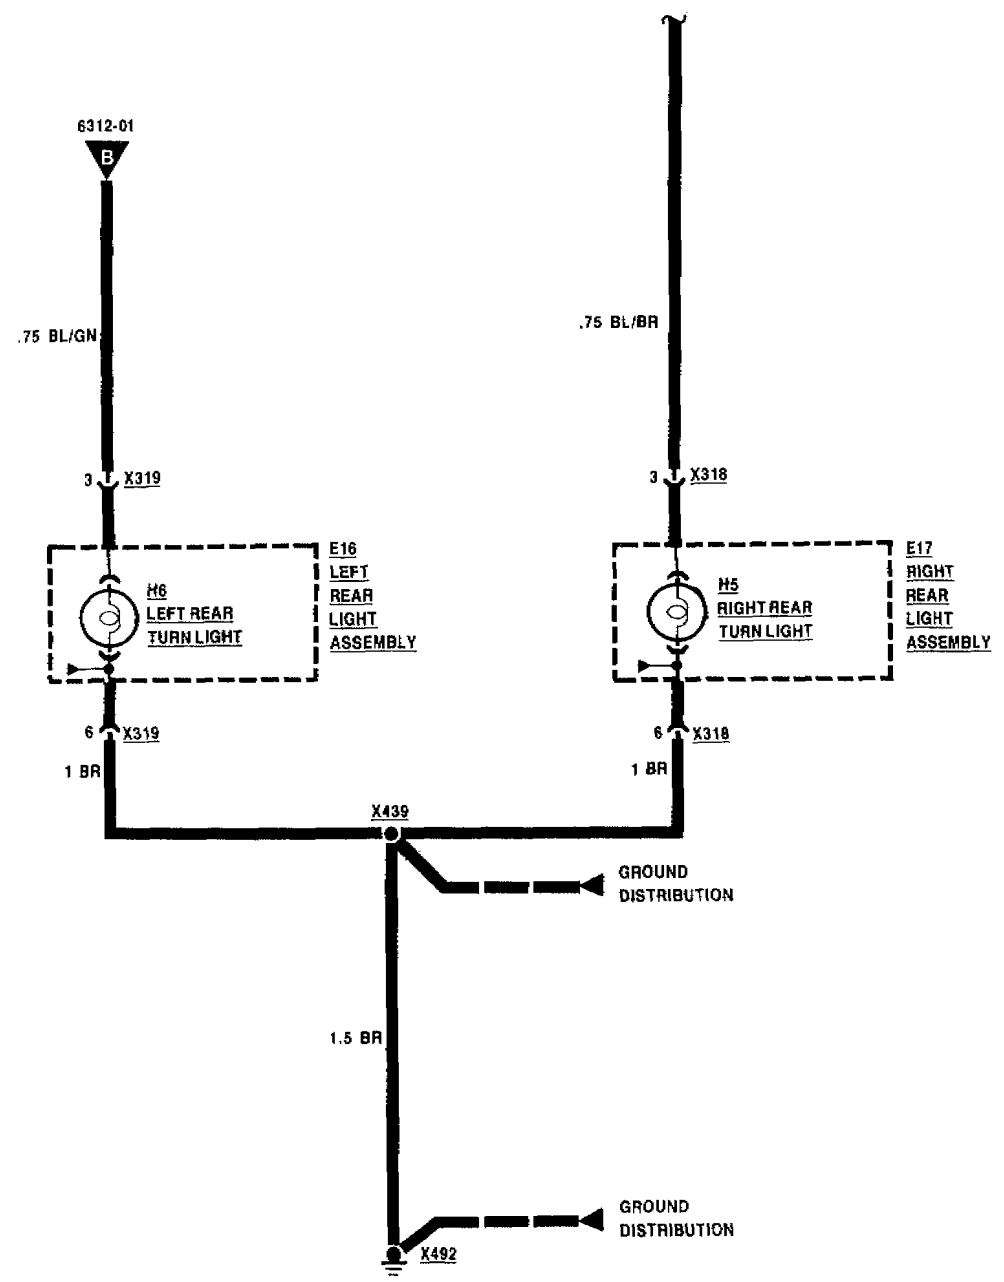 6312-01
B
.75 BL/GN
.75 BL/BR
3 X319
3 X318
E16
LEFT
REAR
LIGHT
ASSEMBLY
H6
LEFT REAR
TURN LIGHT
E17
RIGHT
REAR
LIGHT
ASSEMBLY
H5
RIGHT REAR
TURN LIGHT
6 X319
6 X318
1 BR
1 BR
X439
GROUND
DISTRIBUTION
1.5 BR
GROUND
DISTRIBUTION
X492